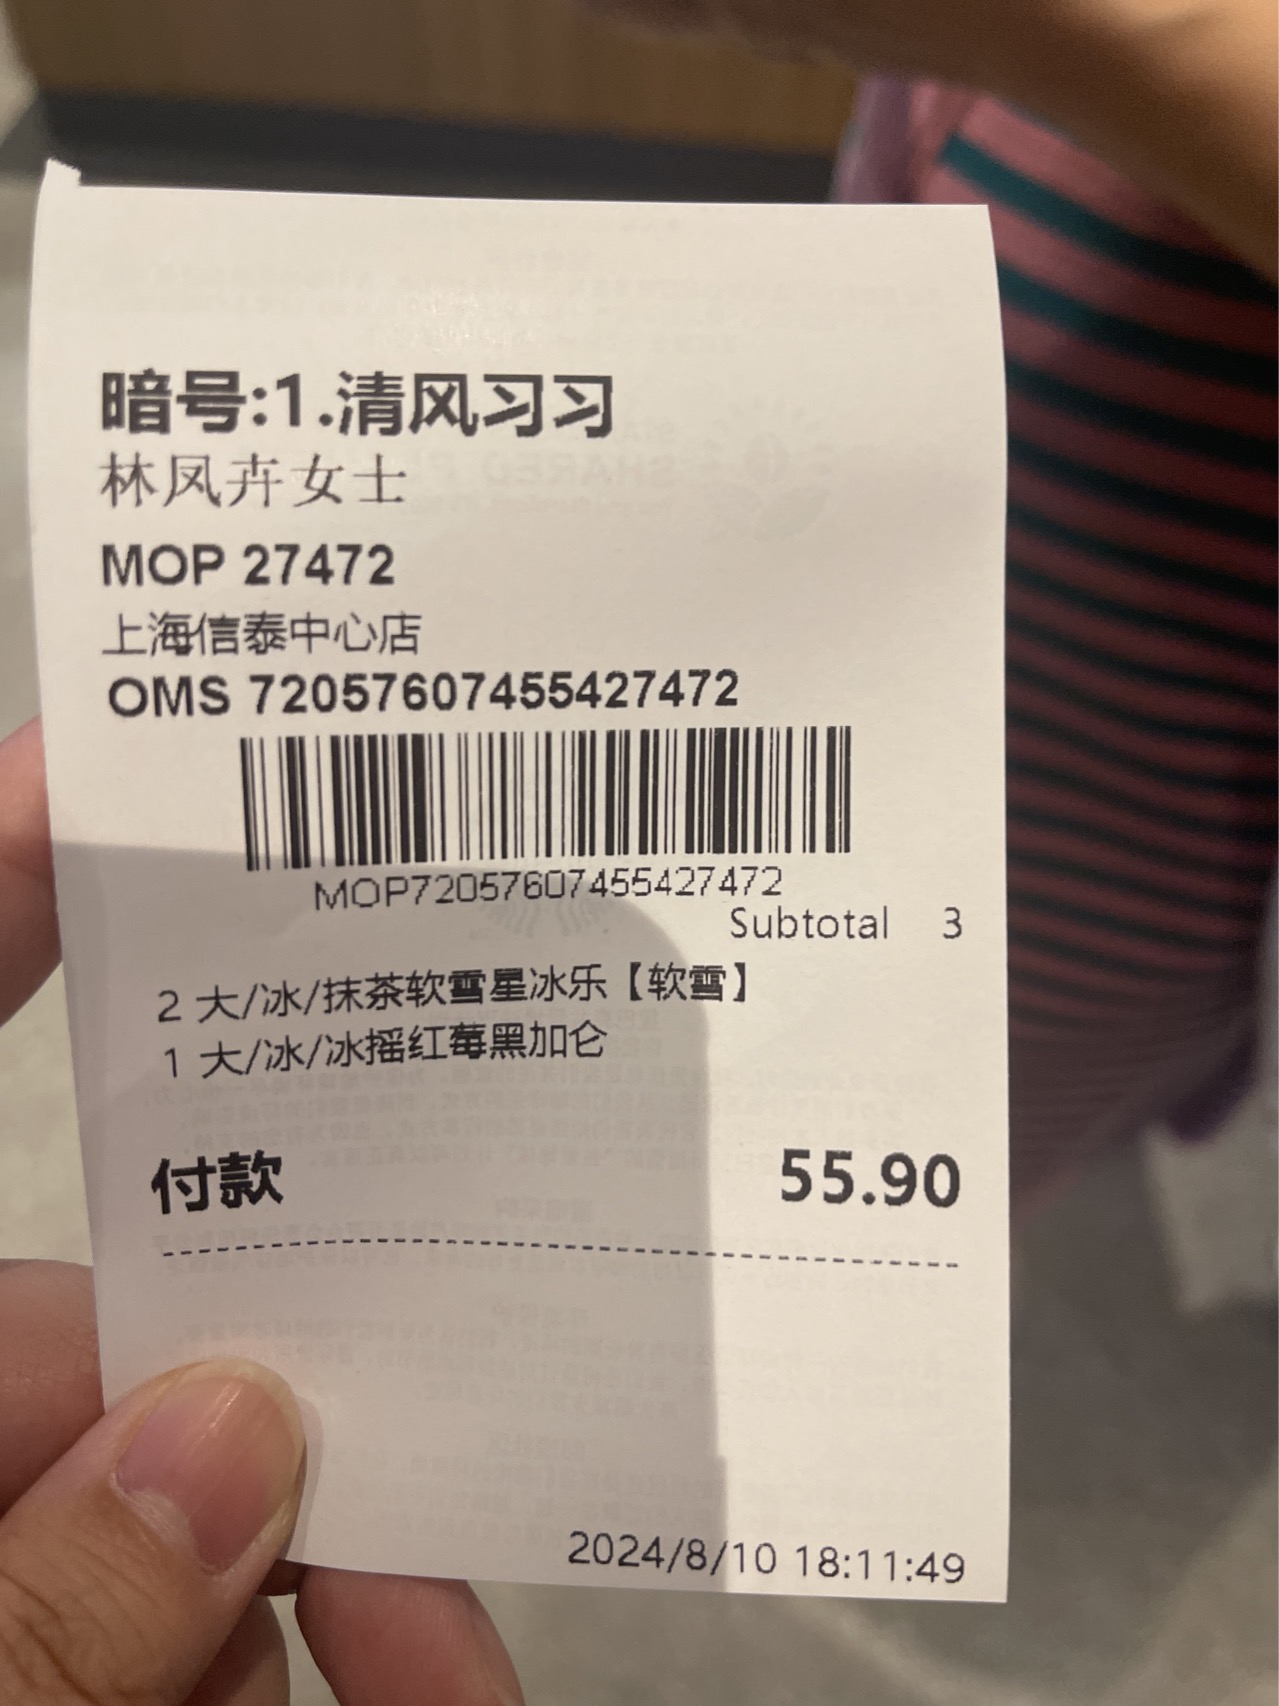 暗号:1.清风习习
林凤卉女士
MOP 27472
上海信泰中心店
OMS 72057607455427472
MOP72057607455427472
Subtotal 3
2 大/冰/抹茶软雪星冰乐【软雪】
1 大/冰/冰摇红莓黑加仑
付款 55.90
2024/8/10 18:11:49